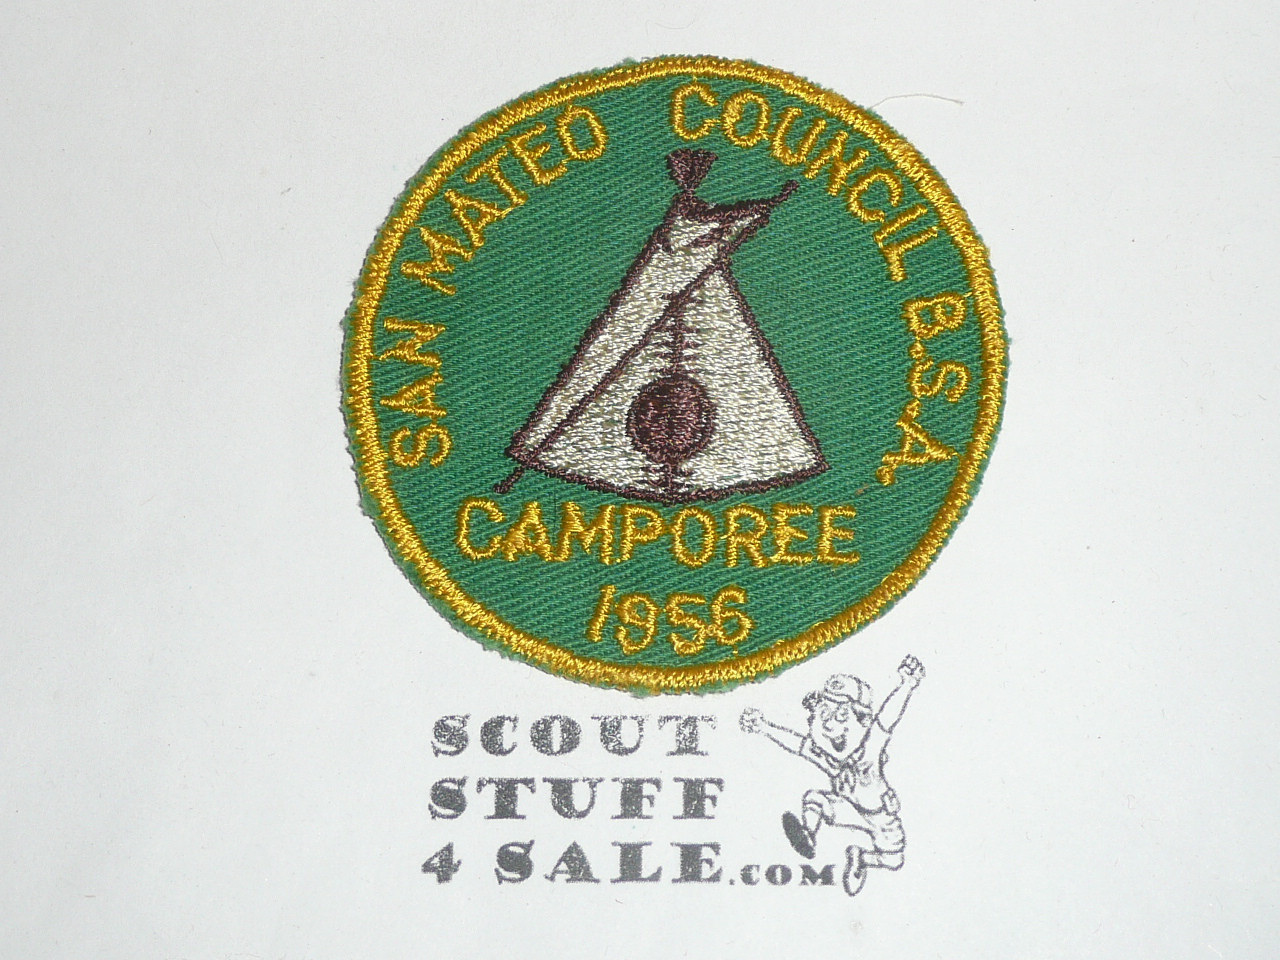 SAN MATEO COUNCIL B.S.A.
CAMPOREE
1956
SCOUT
STUFF
4 SALE.COM